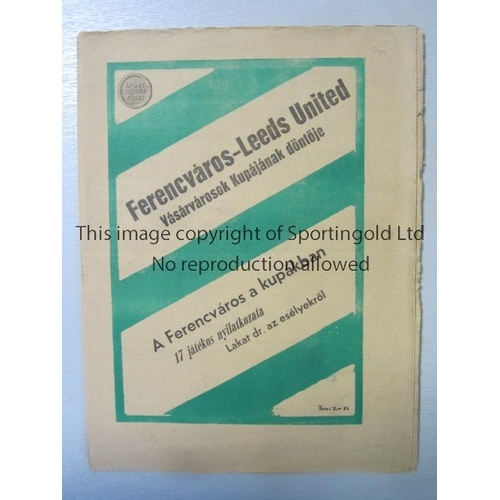 Ferencváros-Leeds United
Vásárvárosok Kupájának döntője
This image copyright of Sportingold Ltd
No reproduction allowed
A Ferencváros a kupákban
17 játékos nyilatkozata
Lakat dr. az esélyekről